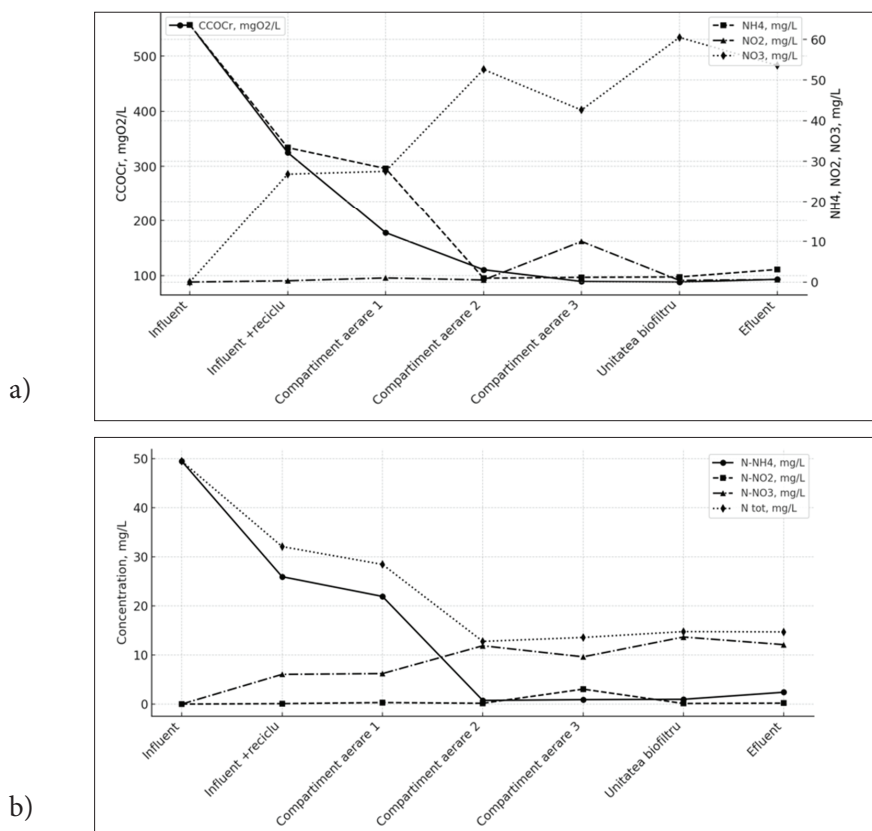 a)
CCOCr, mgO2/L
NH4, mg/L
NO2, mg/L
NO3, mg/L
500
400
300
200
100
CCOCr, mgO2/L
60
50
40
30
20
10
0
NH4, NO2, NO3, mg/L
Influent
Influent +reciclu
Compartiment aerare 1
Compartiment aerare 2
Compartiment aerare 3
Unitatea biofiltru
Efluent
b)
N-NH4, mg/L
N-NO2, mg/L
N-NO3, mg/L
N tot, mg/L
50
40
30
20
10
0
Concentration, mg/L
Influent
Influent +reciclu
Compartiment aerare 1
Compartiment aerare 2
Compartiment aerare 3
Unitatea biofiltru
Efluent